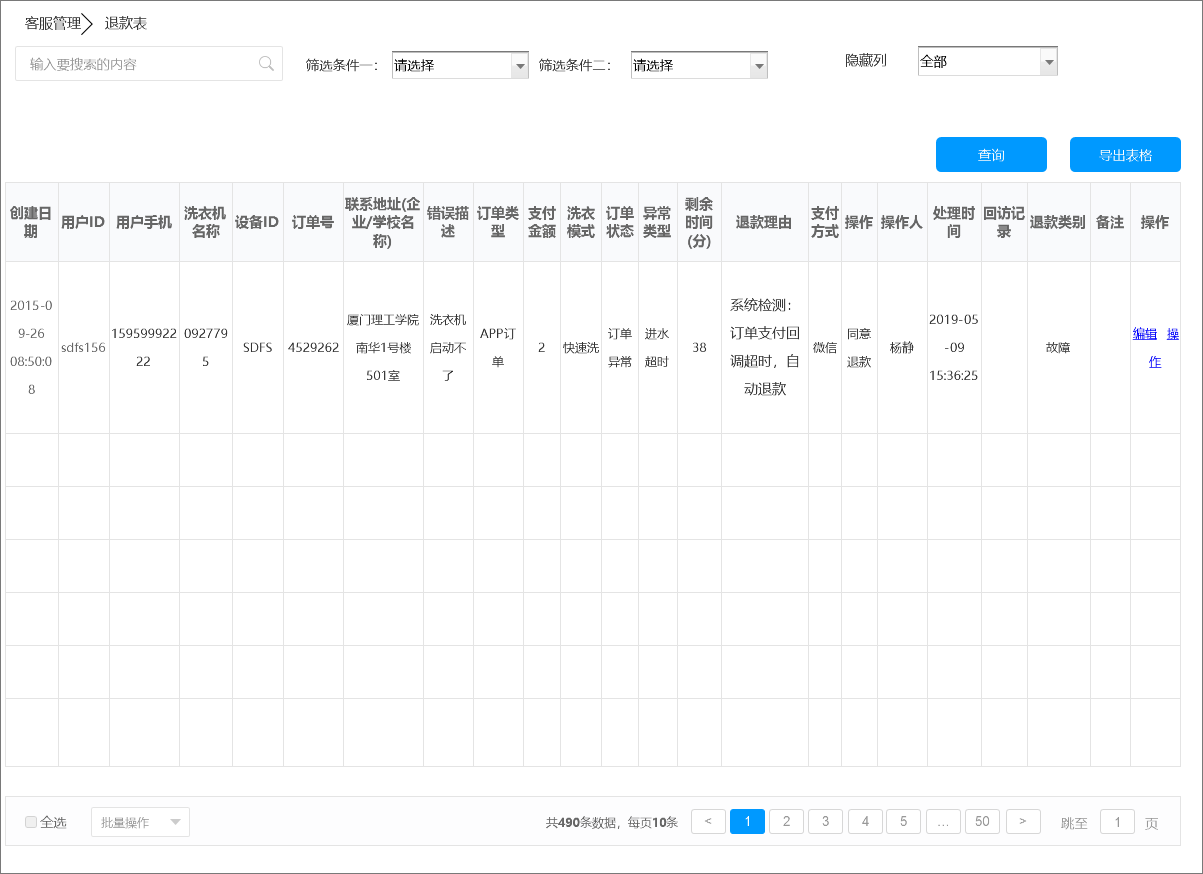 客服管理 退款表
输入要搜索的内容 筛选条件一: 请选择 筛选条件二: 请选择 隐藏列 全部
查询 导出表格
创建日
期
用户ID
用户手机
洗衣机
名称
设备ID
订单号
联系地址(企
业/学校名
称)
错误描
述
订单类
型
支付
金额
洗衣
模式
订单
状态
异常
类型
剩余
时间
(分)
退款理由
支付
方式
操作
操作人
处理时
间
回访记
录
退款类别
备注
操作
2015-0
9-26
08:50:0
8
sdfs156
159599922
22
092779
5
SDFS
4529262
厦门理工学院
南华1号楼
501室
洗衣机
启动不
了
APP订
单
2
快速洗
订单
异常
进水
超时
38
系统检测:
订单支付回
调超时，自
动退款
微信
同意
退款
杨静
2019-05
-09
15:36:25
故障
编辑 操
作
全选 批量操作 共490条数据，每页10条 < 1 2 3 4 5 ... 50 > 跳至 1 页